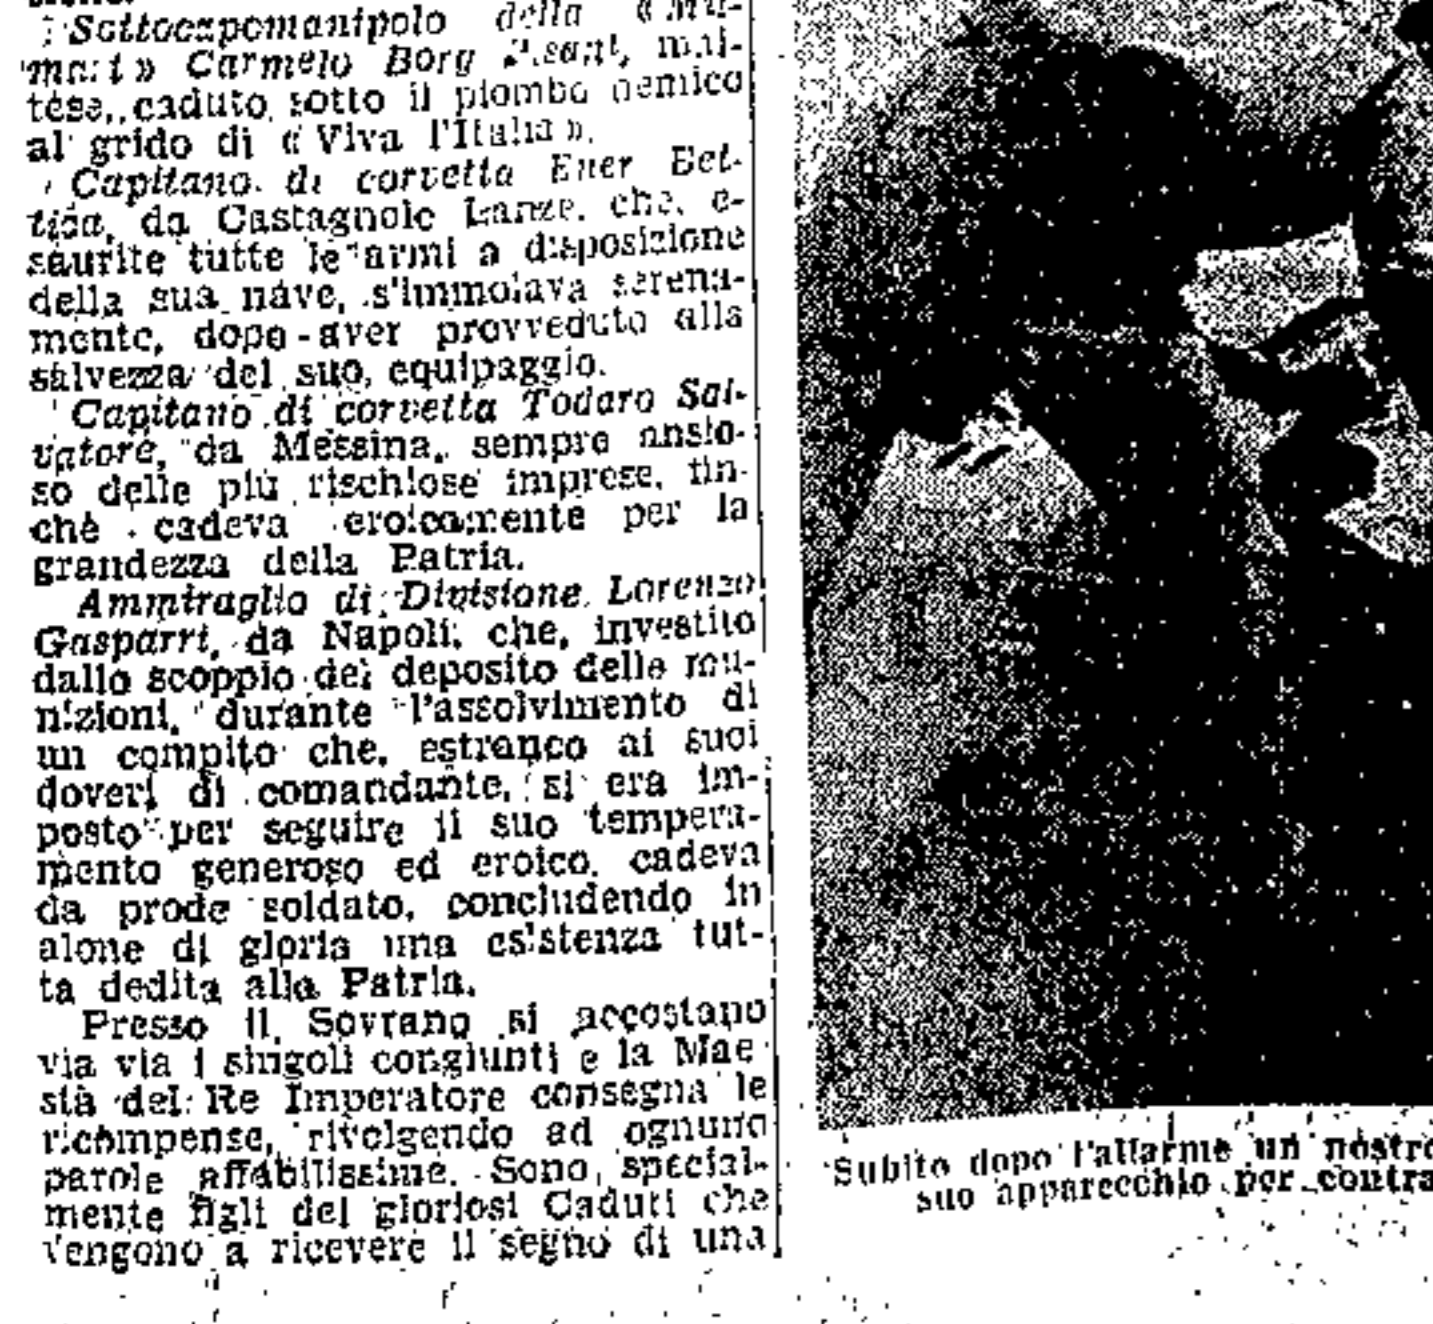 Sottocapomanipolo della
Carmelo Borg Pisani, mal-
tese, caduto sotto il piombo nemico
al grido di « Viva l'Italia ».
Capitano di corvetta Ener Bet-
tica, da Castagnole Lanze, che, e-
saurite tutte le armi a disposizione
della sua nave, s'immolava serena-
mente, dopo aver provveduto alla
salvezza del suo equipaggio.
Capitano di corvetta Todaro Sal-
vatore, da Messina, sempre ansio-
so delle più rischiose imprese, fin-
chè cadeva eroicamente per la
grandezza della Patria.
Ammiraglio di Divisione Lorenzo
Gasparri, da Napoli, che, investito
dallo scoppio del deposito delle mu-
nizioni, durante l'assolvimento di
un compito che, estraneo ai suoi
doveri di comandante, si era im-
posto per seguire il suo tempera-
mento generoso ed eroico, cadeva
da prode soldato, concludendo in
alone di gloria una esistenza tut-
ta dedita alla Patria.
Presso il Sovrano si accostano
via via i singoli congiunti e la Mae
stà del Re Imperatore consegna le
ricompense, rivolgendo ad ognuno
parole affabilissime. Sono special-
mente figli dei gloriosi Caduti che
vengono a ricevere il segno di una
Subito dopo l'allarme un nostro
suo apparecchio per contra